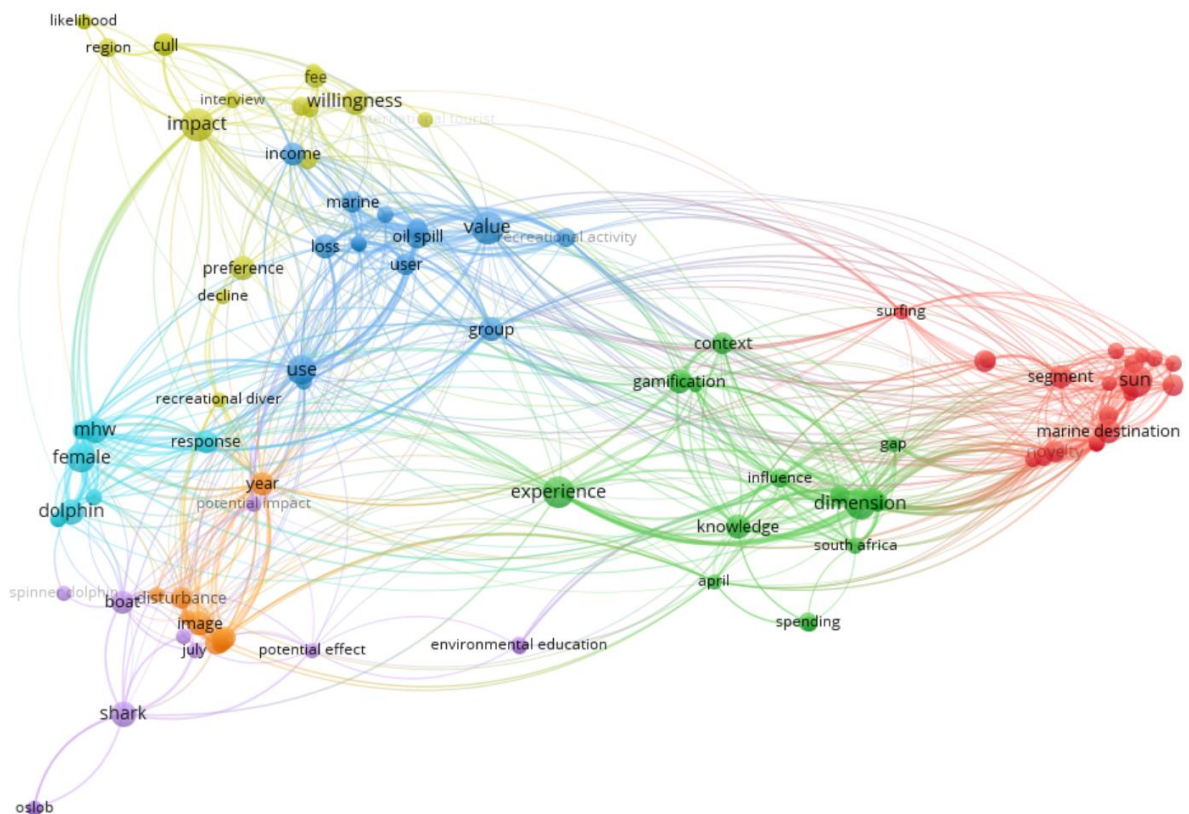 likelihood
region
cull
fee
interview
willingness
international tourist
impact
income
marine
value
oil spill
recreational activity
loss
user
preference
decline
surfing
group
context
use
gamification
segment
sun
recreational diver
mhw
response
marine destination
female
gap
novelty
year
influence
experience
potential impact
dimension
dolphin
knowledge
south africa
april
spinner dolphin
boat
disturbance
image
spending
july
potential effect
environmental education
shark
oslob